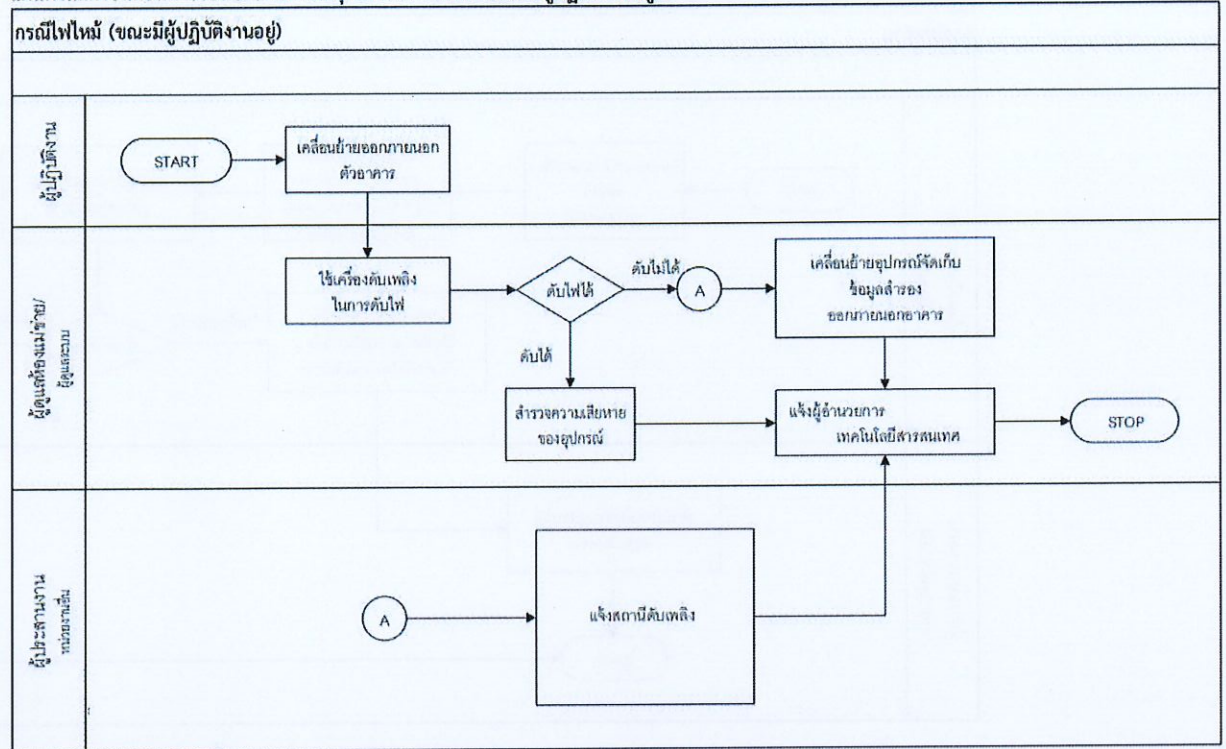 กรณีไฟไหม้ (ขณะมีผู้ปฏิบัติงานอยู่)
ผู้ปฏิบัติงาน
START
เคลื่อนย้ายออกภายนอก
ตัวอาคาร
ผู้ดูแลห้องแม่ข่าย/
ผู้ดูแลระบบ
ใช้เครื่องดับเพลิง
ในการดับไฟ
ดับไฟได้
ดับไม่ได้
A
เคลื่อนย้ายอุปกรณ์จัดเก็บ
ข้อมูลสำรอง
ออกภายนอกอาคาร
ดับได้
สำรวจความเสียหาย
ของอุปกรณ์
แจ้งผู้อำนวยการ
เทคโนโลยีสารสนเทศ
STOP
ผู้ประสานงาน
หน่วยงานอื่น
A
แจ้งสถานีดับเพลิง